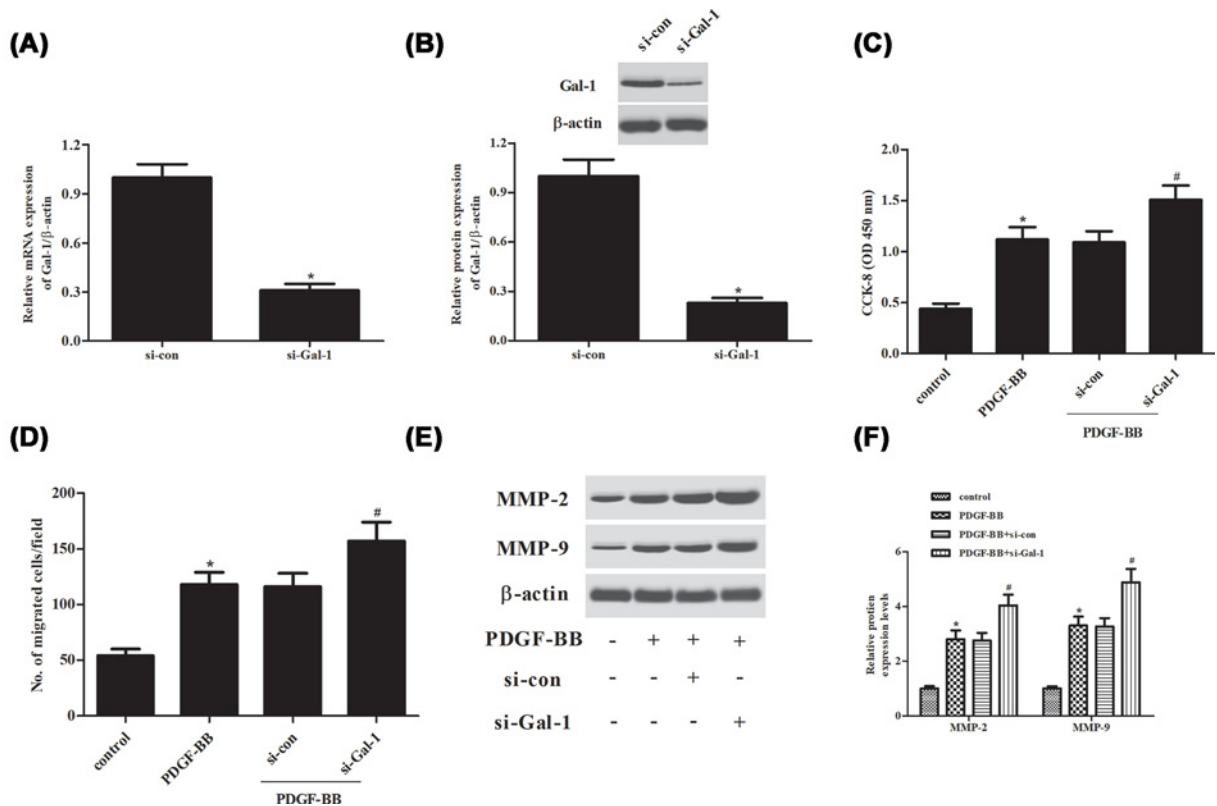 (A)
Relative mRNA expression
of Gal-1/β-actin
1.2
0.9
0.6
0.3
0.0
*
si-con
si-Gal-1
(B)
si-con
si-Gal-1
Gal-1
β-actin
Relative protein expression
of Gal-1/β-actin
1.2
0.9
0.6
0.3
0.0
*
si-con
si-Gal-1
(C)
CCK-8 (OD 450 nm)
2.0
1.5
1.0
0.5
0.0
*
#
control
PDGF-BB
si-con
si-Gal-1
PDGF-BB
(D)
No. of migrated cells/field
200
150
100
50
0
*
#
control
PDGF-BB
si-con
si-Gal-1
PDGF-BB
(E)
MMP-2
MMP-9
β-actin
PDGF-BB - + + +
si-con - - + -
si-Gal-1 - - - +
(F)
control
PDGF-BB
PDGF-BB+si-con
PDGF-BB+si-Gal-1
Relative protien
expression levels
6
4
2
0
*
#
*
#
MMP-2
MMP-9